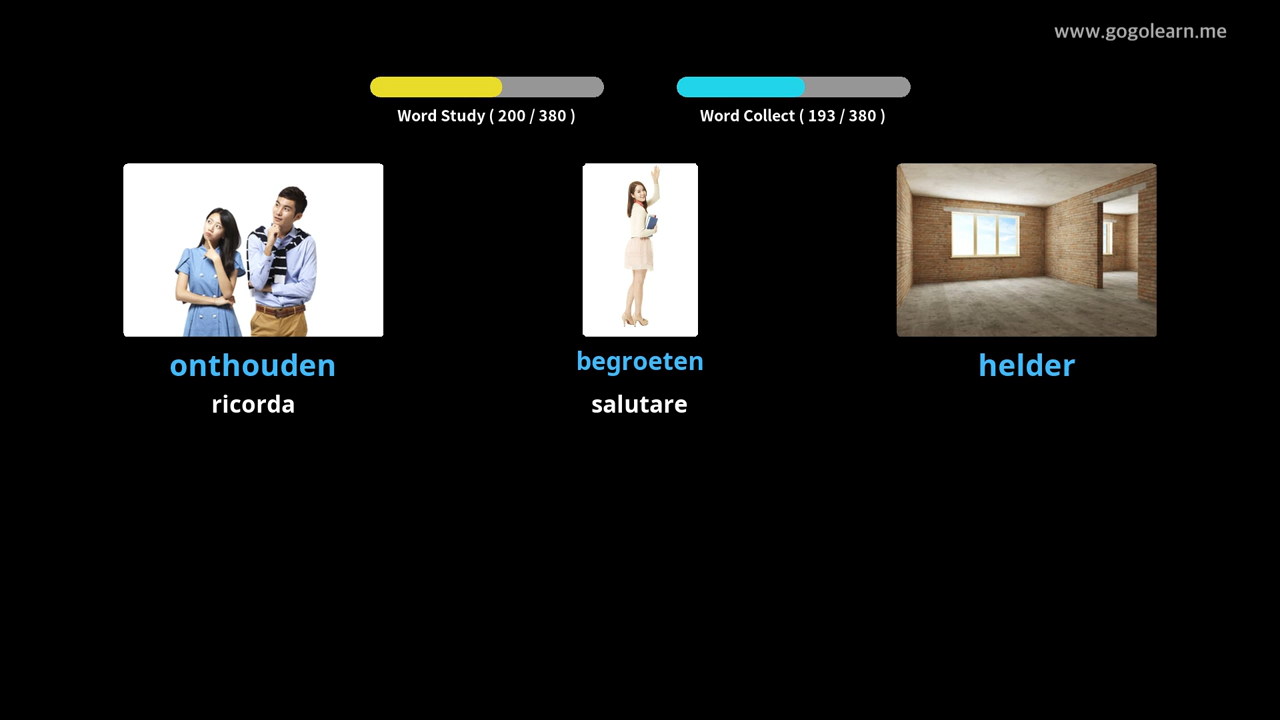 www.gogolearn.me
Word Study ( 200 / 380 )
Word Collect ( 193 / 380 )
onthouden
begroeten
helder
ricorda
salutare